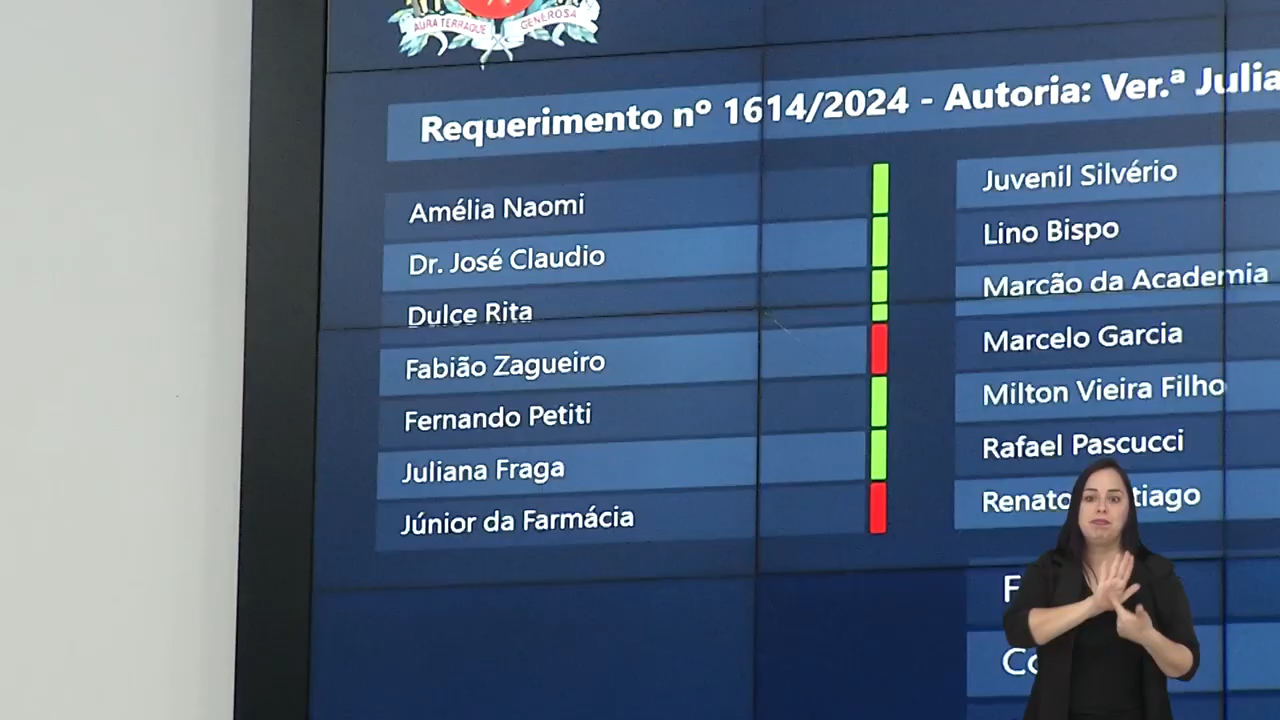 AURA TERRAQUE GENEROSA
Requerimento nº 1614/2024 - Autoria: Ver.ª Julia
Amélia Naomi
Dr. José Claudio
Dulce Rita
Fabião Zagueiro
Fernando Petiti
Juliana Fraga
Júnior da Farmácia
Juvenil Silvério
Lino Bispo
Marcão da Academia
Marcelo Garcia
Milton Vieira Filho
Rafael Pascucci
Renato tiago
F
Co